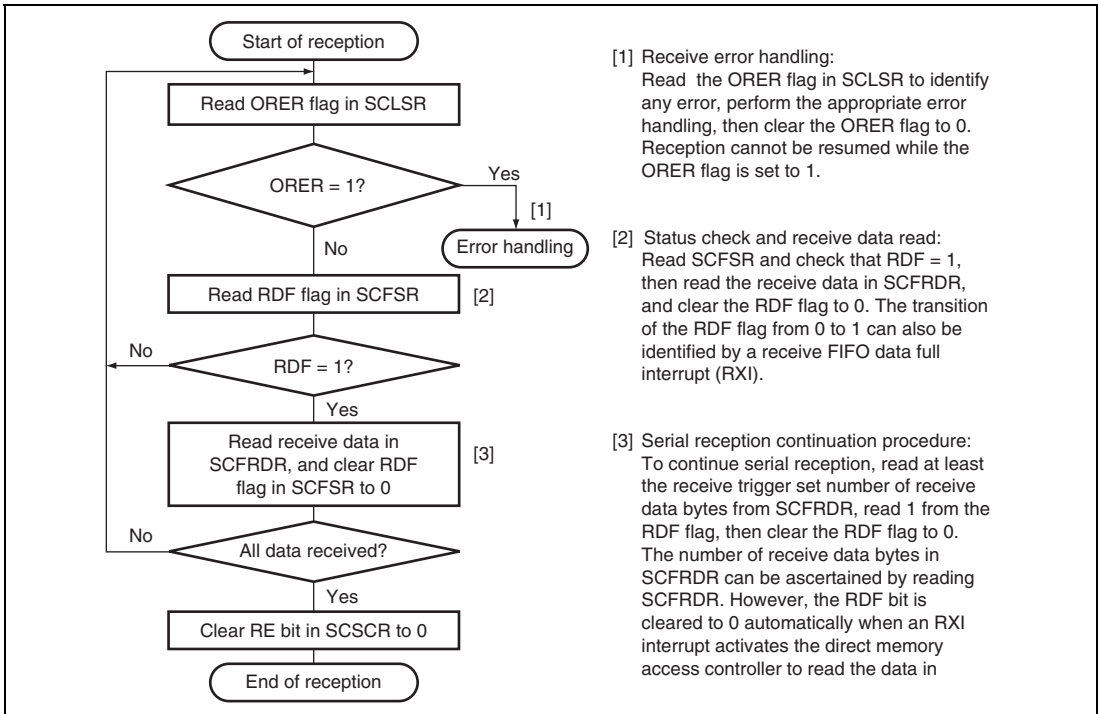 Start of reception
Read ORER flag in SCLSR
ORER = 1?
Yes
[1]
Error handling
No
Read RDF flag in SCFSR
[2]
No
RDF = 1?
Yes
Read receive data in
SCFRDR, and clear RDF
flag in SCFSR to 0
[3]
No
All data received?
Yes
Clear RE bit in SCSCR to 0
End of reception
[1] Receive error handling:
Read  the ORER flag in SCLSR to identify
any error, perform the appropriate error
handling, then clear the ORER flag to 0.
Reception cannot be resumed while the
ORER flag is set to 1.
[2] Status check and receive data read:
Read SCFSR and check that RDF = 1,
then read the receive data in SCFRDR,
and clear the RDF flag to 0. The transition
of the RDF flag from 0 to 1 can also be
identified by a receive FIFO data full
interrupt (RXI).
[3] Serial reception continuation procedure:
To continue serial reception, read at least
the receive trigger set number of receive
data bytes from SCFRDR, read 1 from the
RDF flag, then clear the RDF flag to 0.
The number of receive data bytes in
SCFRDR can be ascertained by reading
SCFRDR. However, the RDF bit is
cleared to 0 automatically when an RXI
interrupt activates the direct memory
access controller to read the data in